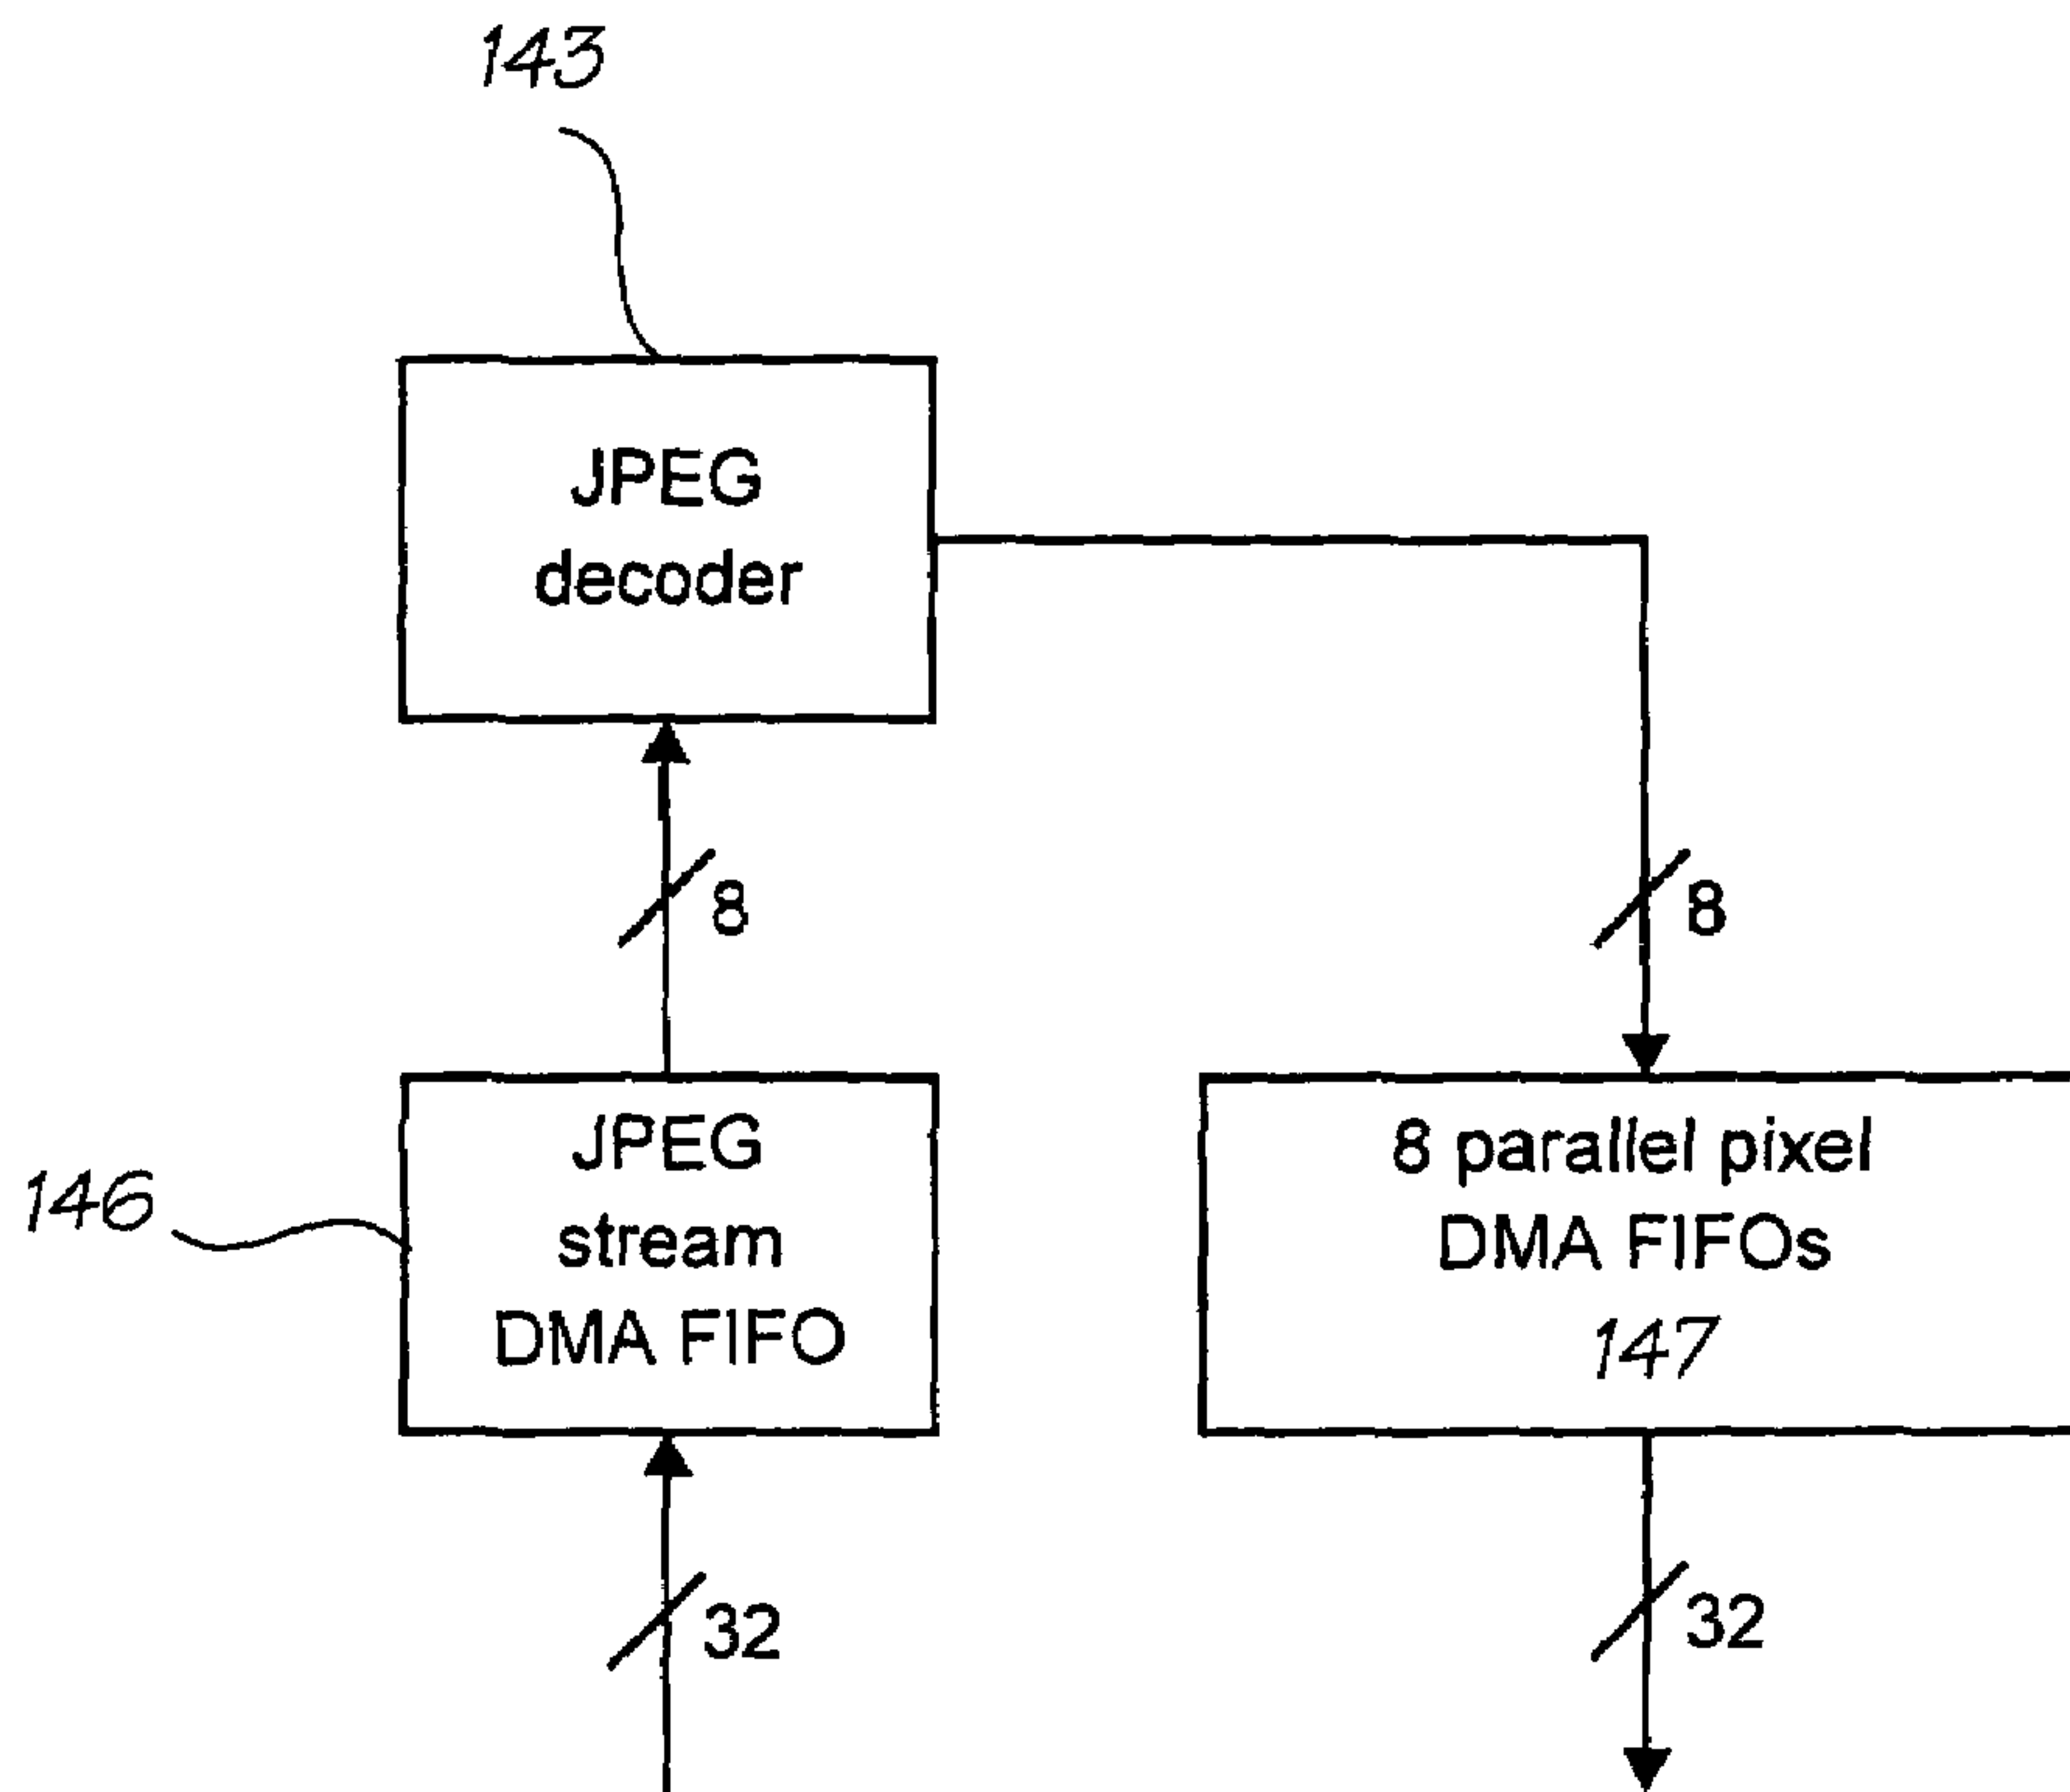 143
JPEG
decoder
8
8
JPEG
stream
DMA FIFO
146
8 parallel pixel
DMA FIFOs
147
32
32